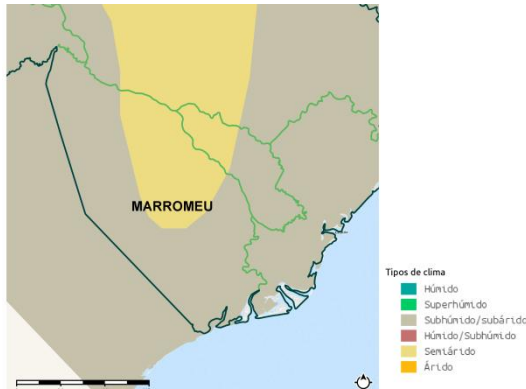 MARROMEU
Tipos de clima
Húmido
Superhúmido
Subhúmido/subárido
Húmido/Subhúmido
Semiárido
Árido